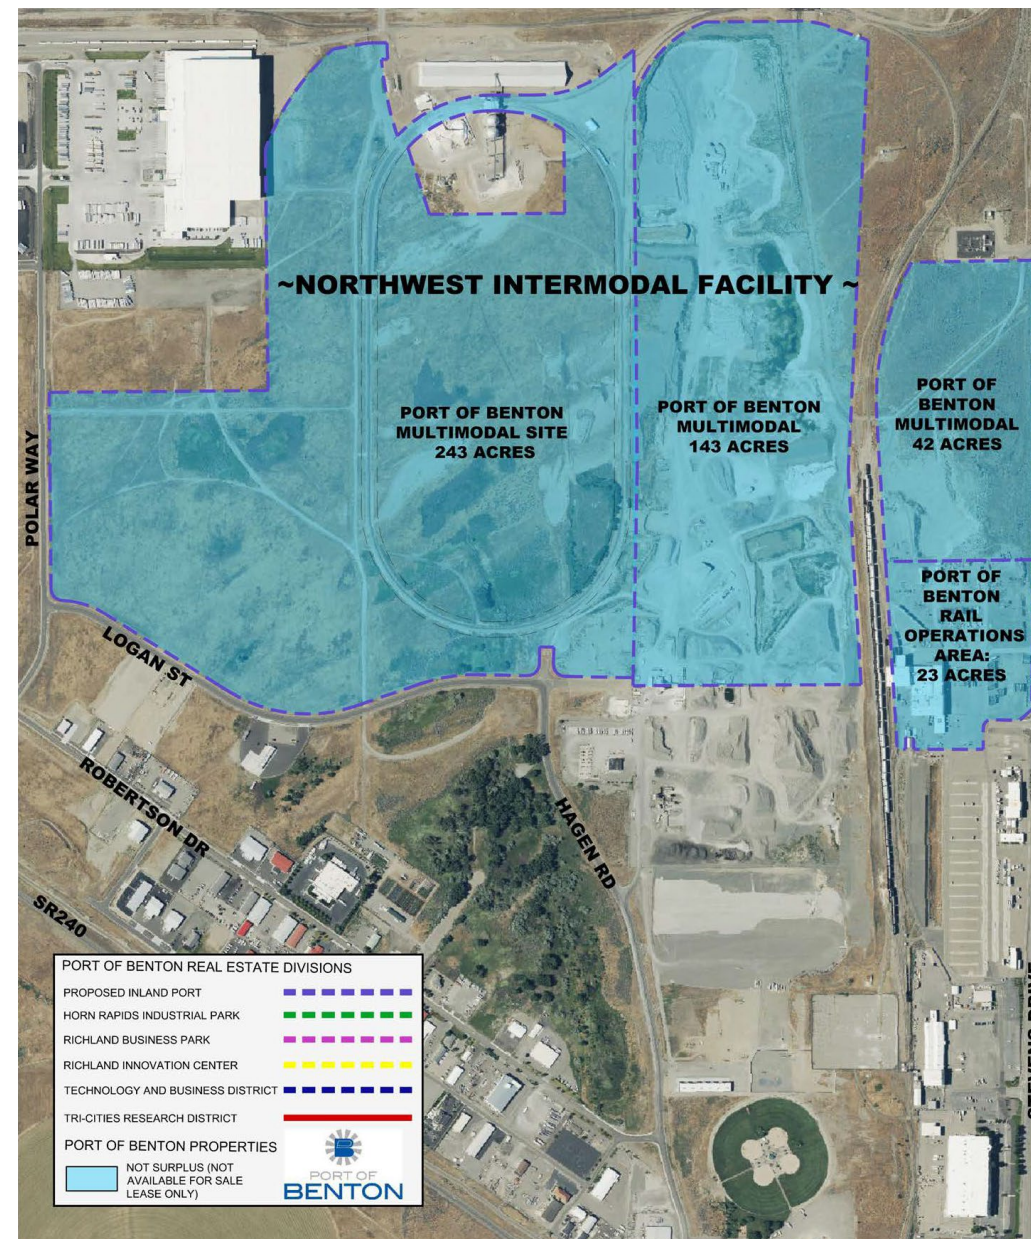 ~NORTHWEST INTERMODAL FACILITY ~
PORT OF BENTON
MULTIMODAL SITE
243 ACRES
PORT OF BENTON
MULTIMODAL
143 ACRES
PORT OF
BENTON
MULTIMODAL
42 ACRES
PORT OF
BENTON
RAIL
OPERATIONS
AREA:
23 ACRES
POLAR WAY
LOGAN ST
ROBERTSON DR
HAGEN RD
SR240
PORT OF BENTON REAL ESTATE DIVISIONS
PROPOSED INLAND PORT
HORN RAPIDS INDUSTRIAL PARK
RICHLAND BUSINESS PARK
RICHLAND INNOVATION CENTER
TECHNOLOGY AND BUSINESS DISTRICT
TRI-CITIES RESEARCH DISTRICT
PORT OF BENTON PROPERTIES
NOT SURPLUS (NOT
AVAILABLE FOR SALE
LEASE ONLY)
PORT OF
BENTON